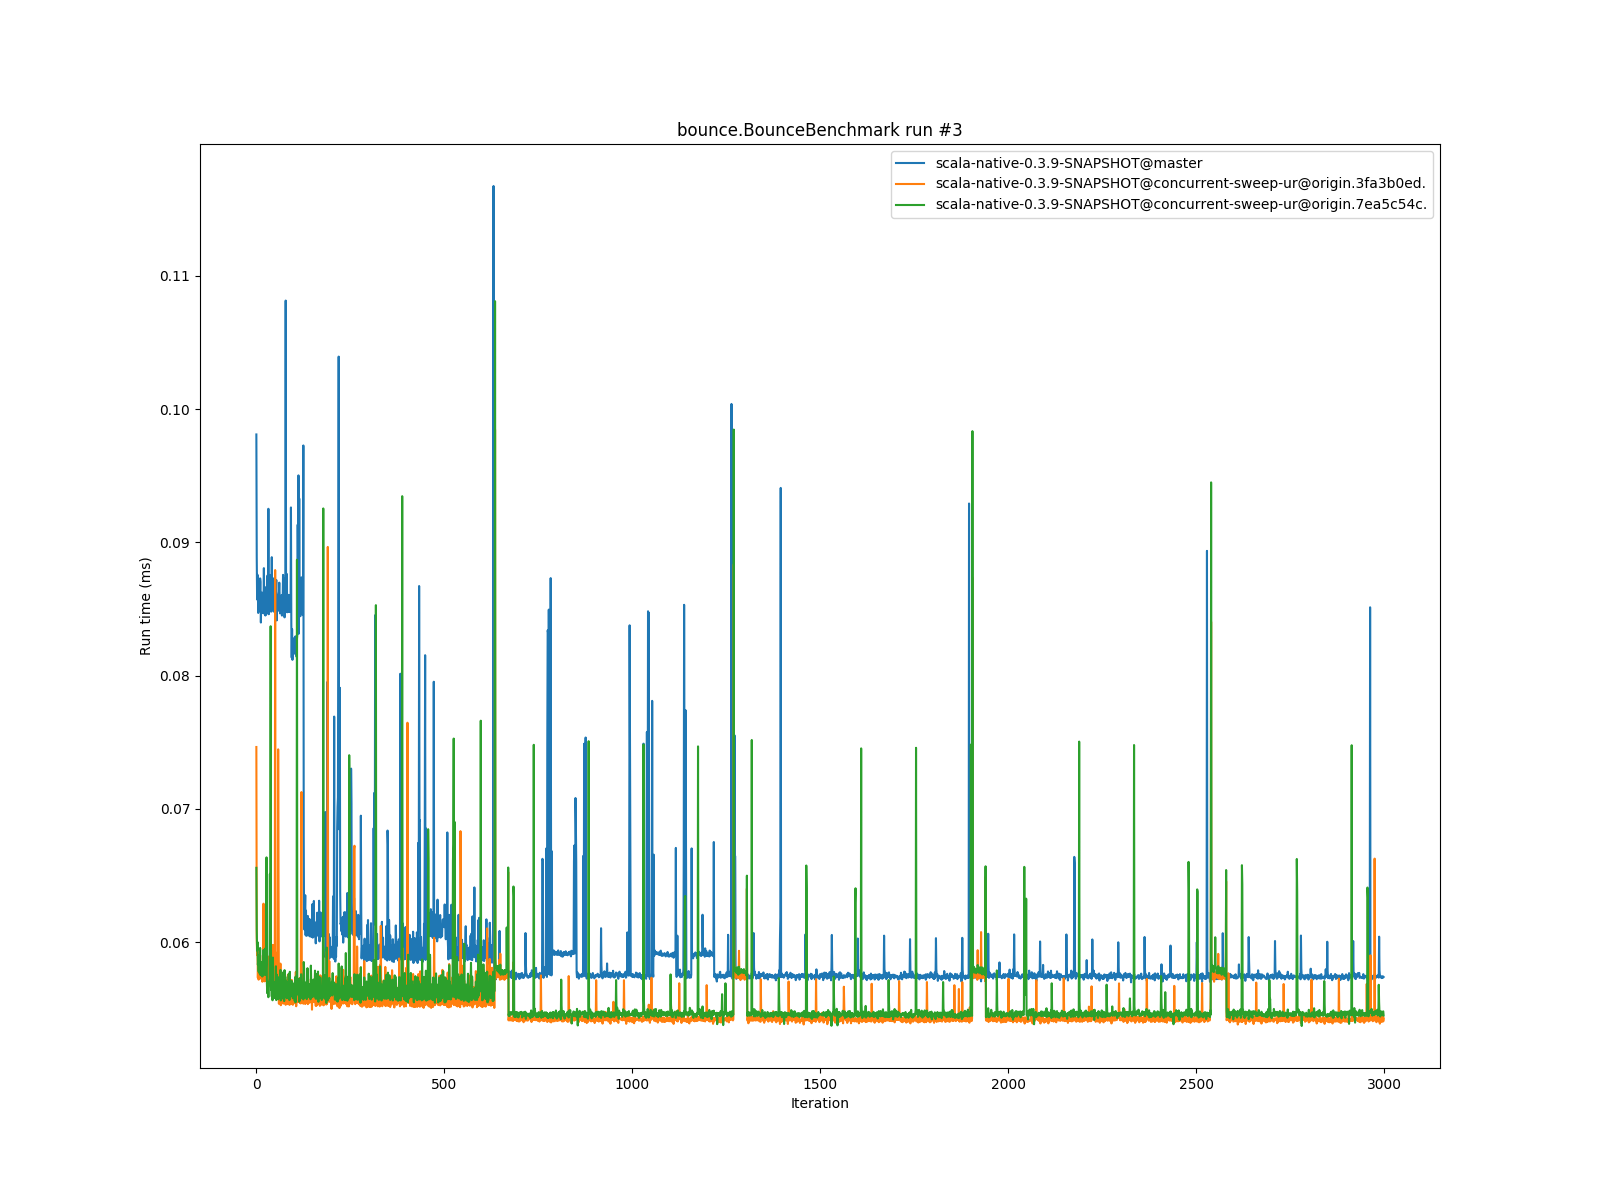 bounce.BounceBenchmark run #3
scala-native-0.3.9-SNAPSHOT@master
scala-native-0.3.9-SNAPSHOT@concurrent-sweep-ur@origin.3fa3b0ed.
scala-native-0.3.9-SNAPSHOT@concurrent-sweep-ur@origin.7ea5c54c.
Run time (ms)
0.11
0.10
0.09
0.08
0.07
0.06
0 500 1000 1500 2000 2500 3000
Iteration